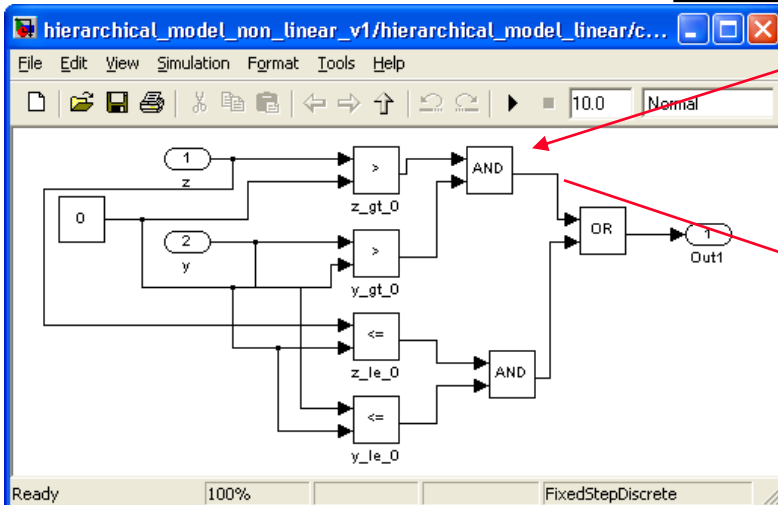 hierarchical_model_non_linear_v1/hierarchical_model_linear/c...
File Edit View Simulation Format Tools Help
10.0 Normal
1
z
>
z_gt_0
AND
0
2
y
>
y_gt_0
OR
1
Out1
<=
z_le_0
AND
<=
y_le_0
Ready 100% FixedStepDiscrete